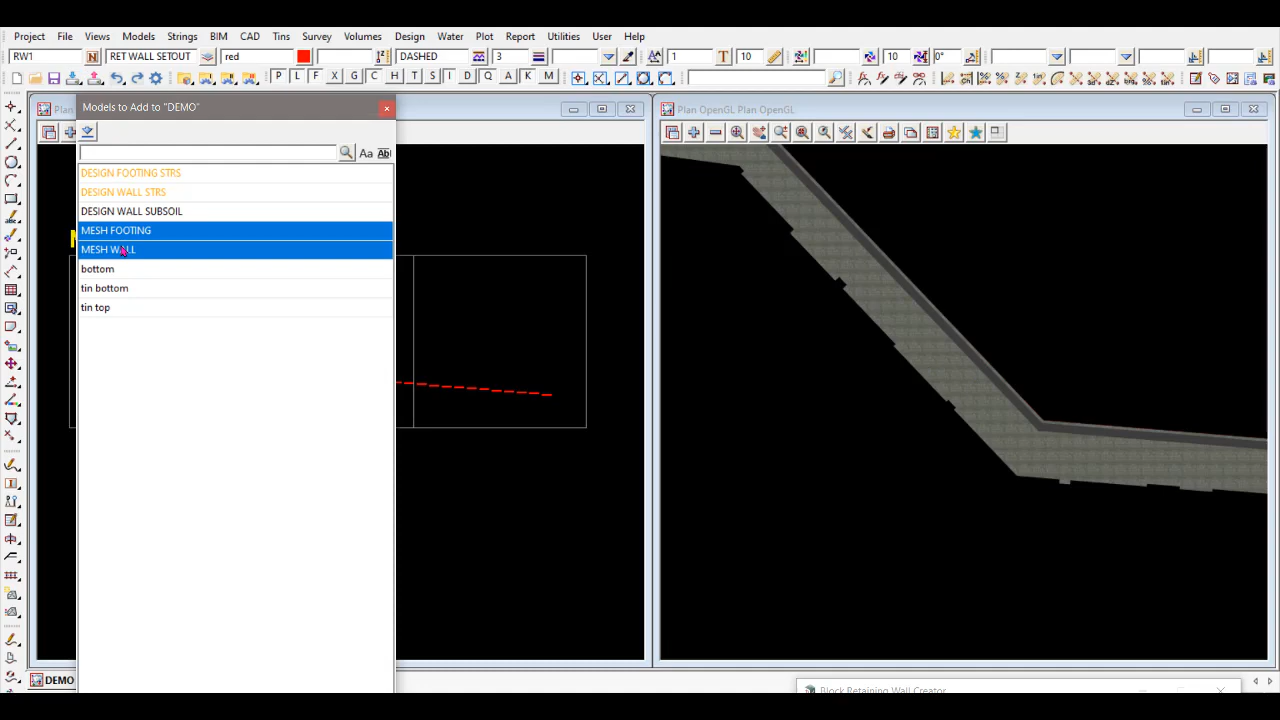 Project File Views Models Strings BIM CAD Tins Survey Volumes Design Water Plot Report Utilities User Help
RW1 N RET WALL SETOUT red DASHED 3 1 T 10 10 0°
P L F X G C H T S I D Q A K M
Models to Add to "DEMO"
Plan OpenGL Plan OpenGL
Aa Ab
DESIGN FOOTING STRS
DESIGN WALL STRS
DESIGN WALL SUBSOIL
MESH FOOTING
MESH WALL
bottom
tin bottom
tin top
DEMO
Block Retaining Wall Creator